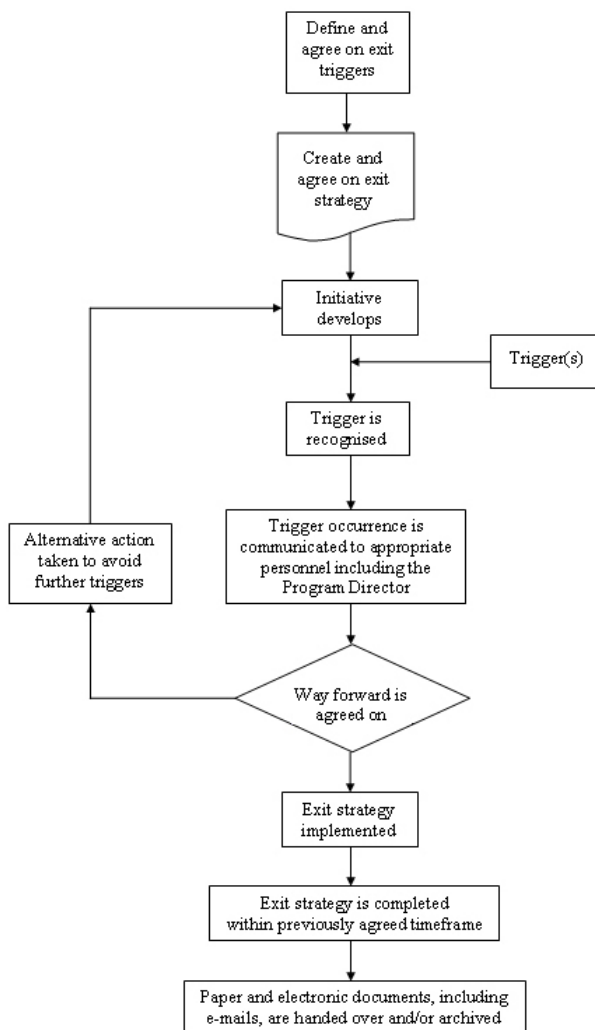 Define and
agree on exit
triggers
Create and
agree on exit
strategy
Initiative
develops
Trigger(s)
Trigger is
recognised
Alternative action
taken to avoid
further triggers
Trigger occurrence is
communicated to appropriate
personnel including the
Program Director
Way forward is
agreed on
Exit strategy
implemented
Exit strategy is completed
within previously agreed timeframe
Paper and electronic documents, including
e-mails, are handed over and/or archived